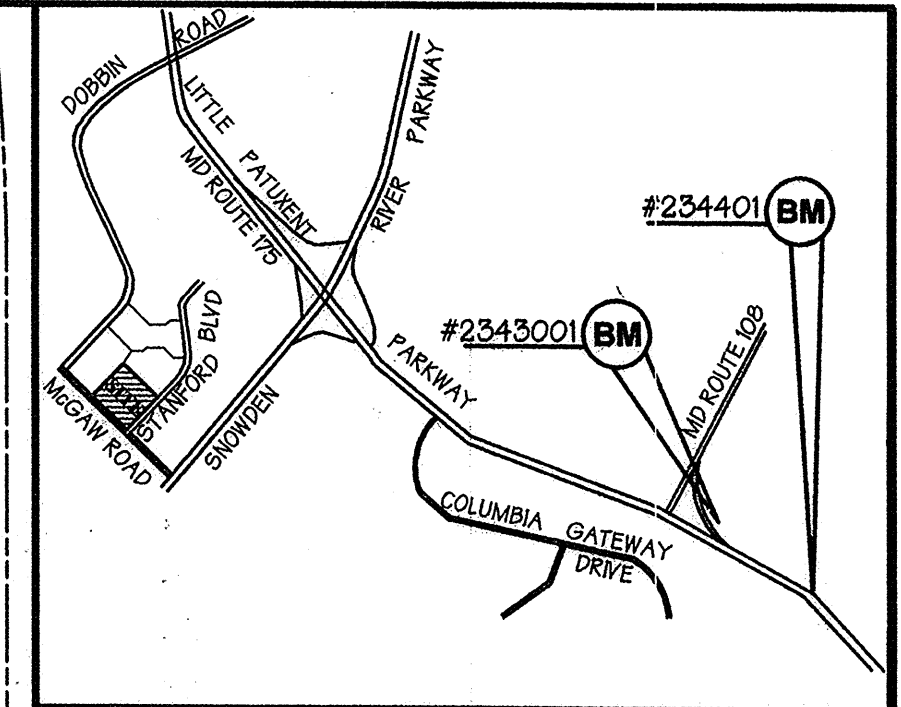 DOBBIN ROAD
LITTLE PATUXENT PARKWAY
MD ROUTE 175
SNOWDEN RIVER PARKWAY
#234401 BM
#2343001 BM
MD ROUTE 108
STANFORD BLVD
SITE
McGAW ROAD
COLUMBIA GATEWAY
DRIVE